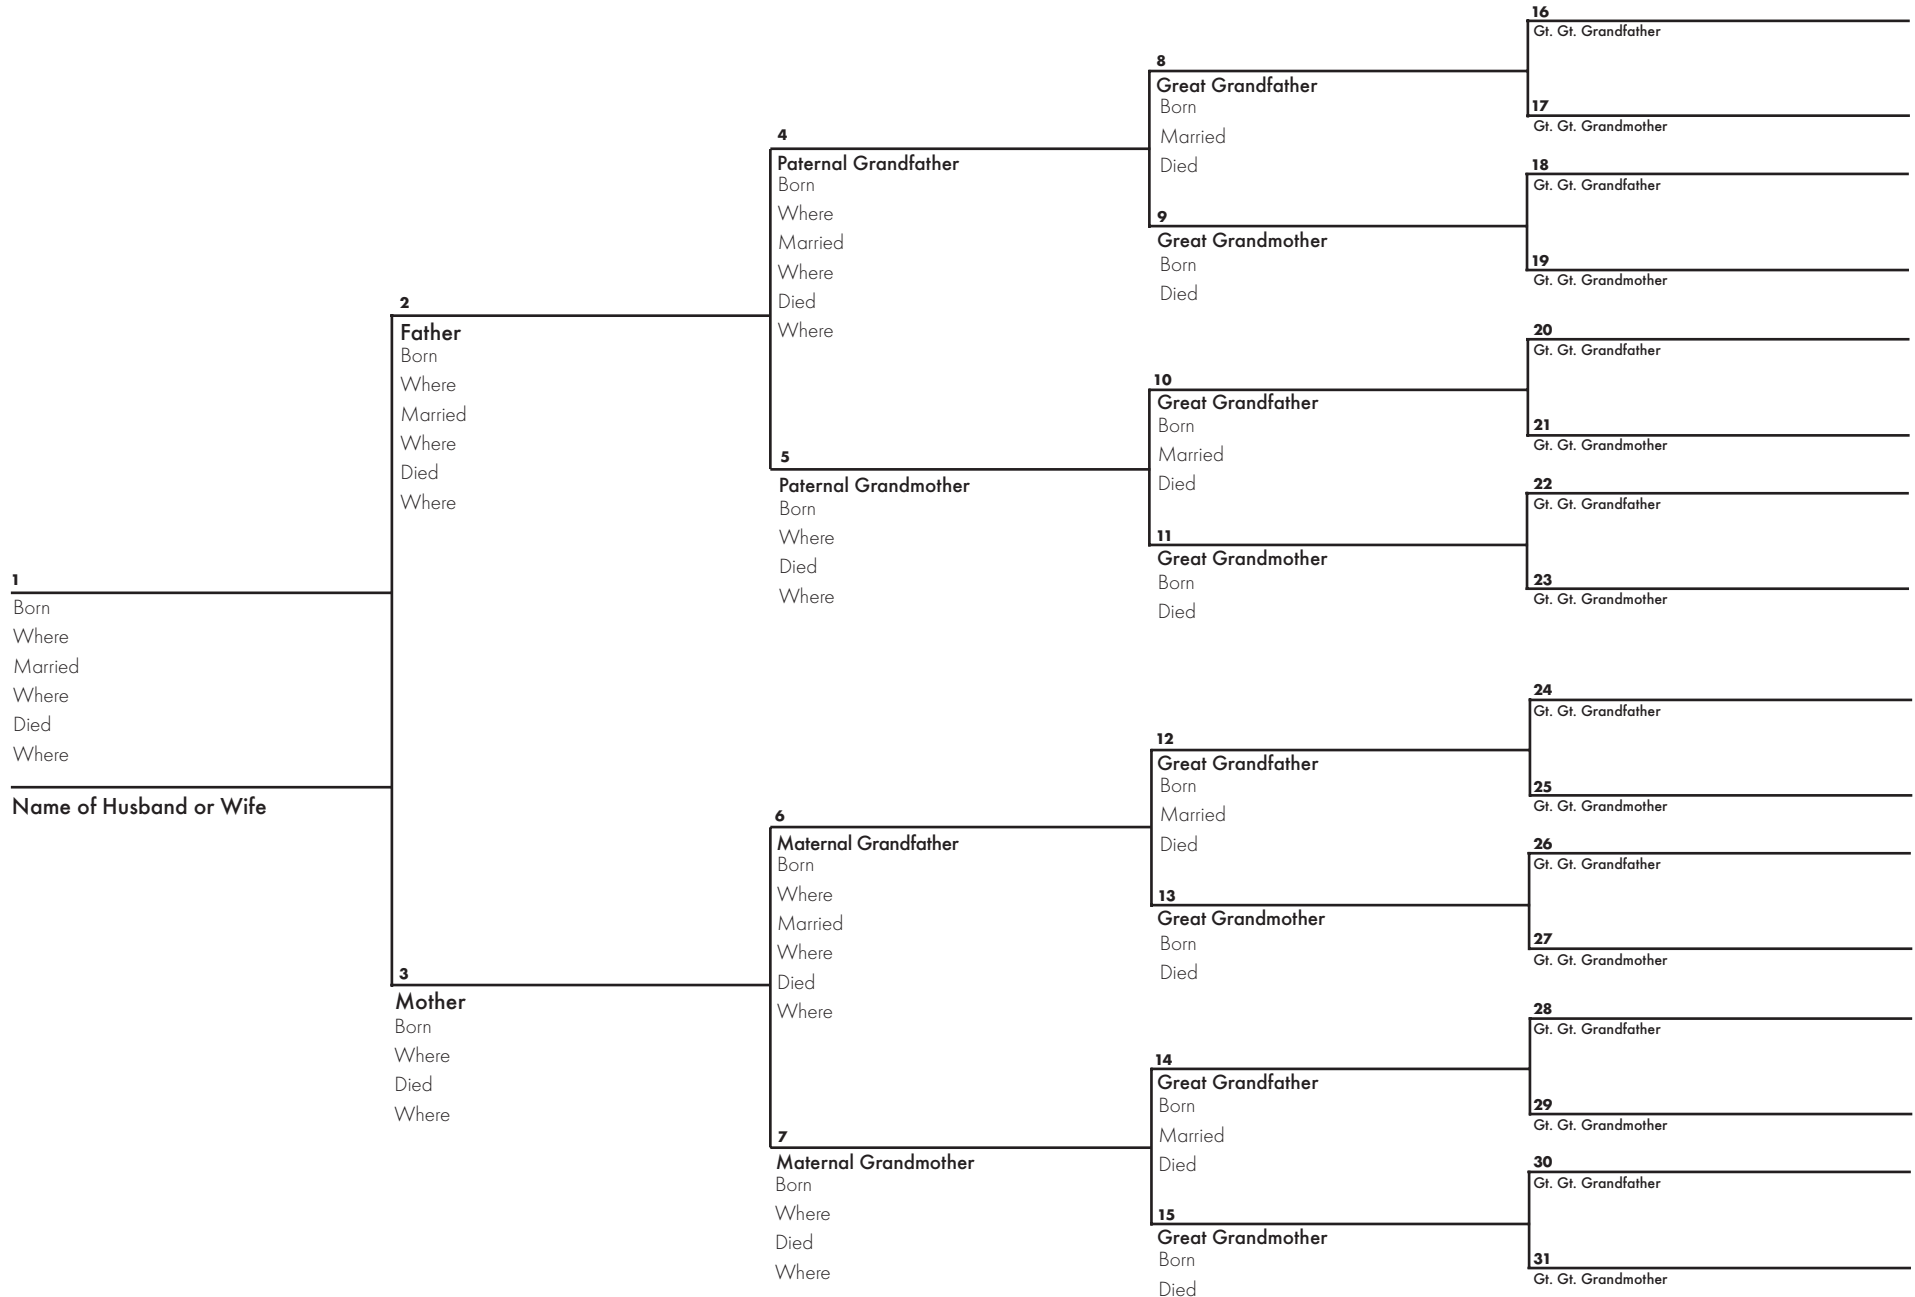 1
Born
Where
Married
Where
Died
Where
Name of Husband or Wife
2
Father
Born
Where
Married
Where
Died
Where
3
Mother
Born
Where
Died
Where
4
Paternal Grandfather
Born
Where
Married
Where
Died
Where
5
Paternal Grandmother
Born
Where
Died
Where
6
Maternal Grandfather
Born
Where
Married
Where
Died
Where
7
Maternal Grandmother
Born
Where
Died
Where
8
Great Grandfather
Born
Married
Died
9
Great Grandmother
Born
Died
10
Great Grandfather
Born
Married
Died
11
Great Grandmother
Born
Died
12
Great Grandfather
Born
Married
Died
13
Great Grandmother
Born
Died
14
Great Grandfather
Born
Married
Died
15
Great Grandmother
Born
Died
16
Gt. Gt. Grandfather
17
Gt. Gt. Grandmother
18
Gt. Gt. Grandfather
19
Gt. Gt. Grandmother
20
Gt. Gt. Grandfather
21
Gt. Gt. Grandmother
22
Gt. Gt. Grandfather
23
Gt. Gt. Grandmother
24
Gt. Gt. Grandfather
25
Gt. Gt. Grandmother
26
Gt. Gt. Grandfather
27
Gt. Gt. Grandmother
28
Gt. Gt. Grandfather
29
Gt. Gt. Grandmother
30
Gt. Gt. Grandfather
31
Gt. Gt. Grandmother